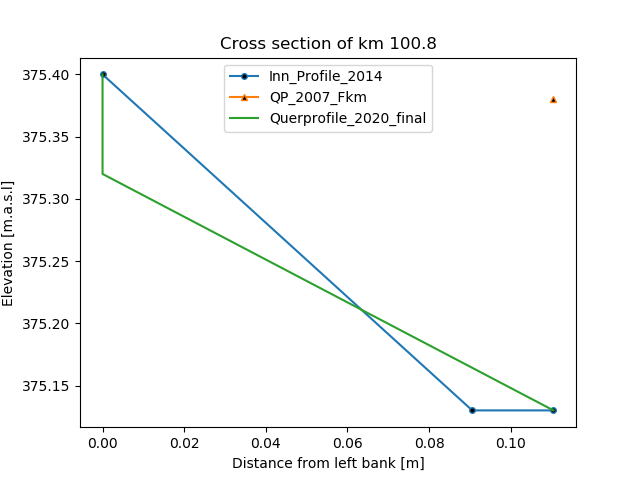 Cross section of km 100.8
Inn_Profile_2014
QP_2007_Fkm
Querprofile_2020_final
Elevation [m.a.s.l]
375.40
375.35
375.30
375.25
375.20
375.15
0.00 0.02 0.04 0.06 0.08 0.10
Distance from left bank [m]